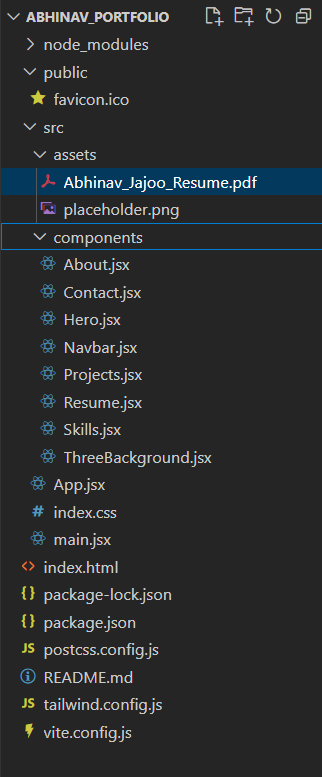 ABHINAV_PORTFOLIO
node_modules
public
favicon.ico
src
assets
Abhinav_Jajoo_Resume.pdf
placeholder.png
components
About.jsx
Contact.jsx
Hero.jsx
Navbar.jsx
Projects.jsx
Resume.jsx
Skills.jsx
ThreeBackground.jsx
App.jsx
# index.css
main.jsx
<> index.html
{} package-lock.json
{} package.json
JS postcss.config.js
README.md
JS tailwind.config.js
vite.config.js